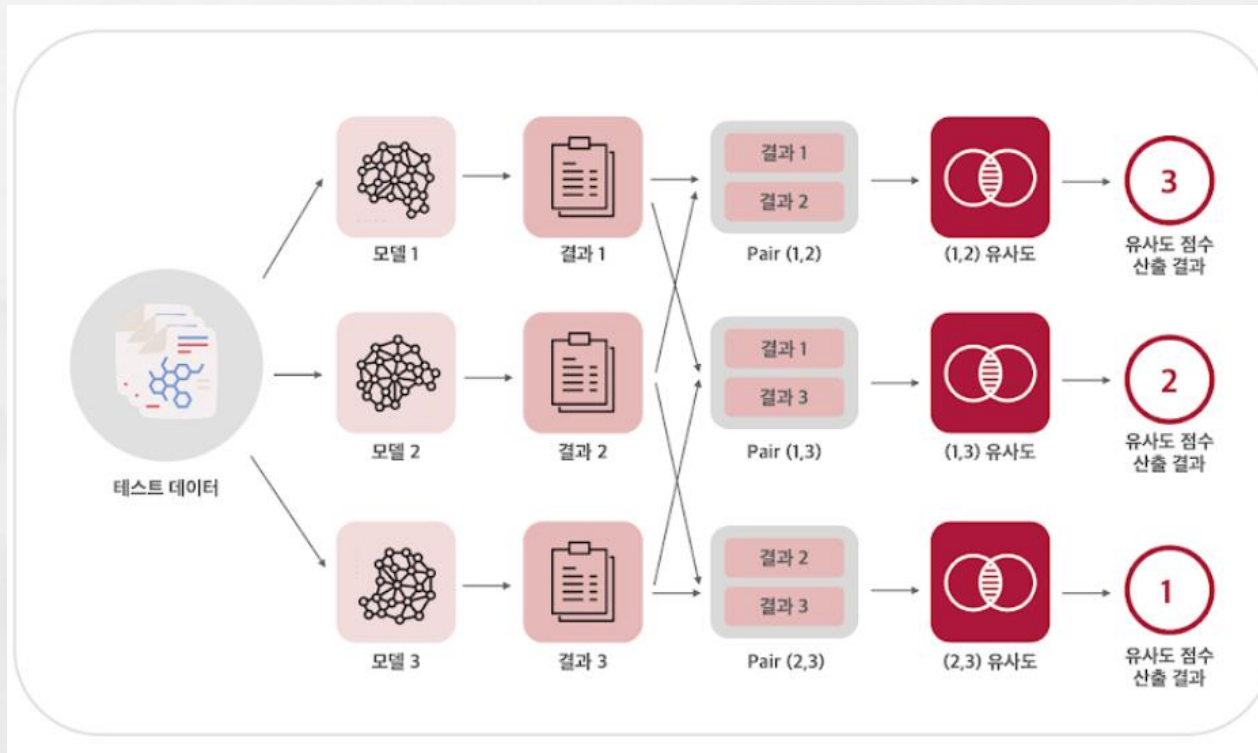 모델 1
결과 1
결과 1
결과 2
Pair (1,2)
(1,2) 유사도
3
유사도 점수
산출 결과
테스트 데이터
모델 2
결과 2
결과 1
결과 3
Pair (1,3)
(1,3) 유사도
2
유사도 점수
산출 결과
모델 3
결과 3
결과 2
결과 3
Pair (2,3)
(2,3) 유사도
1
유사도 점수
산출 결과